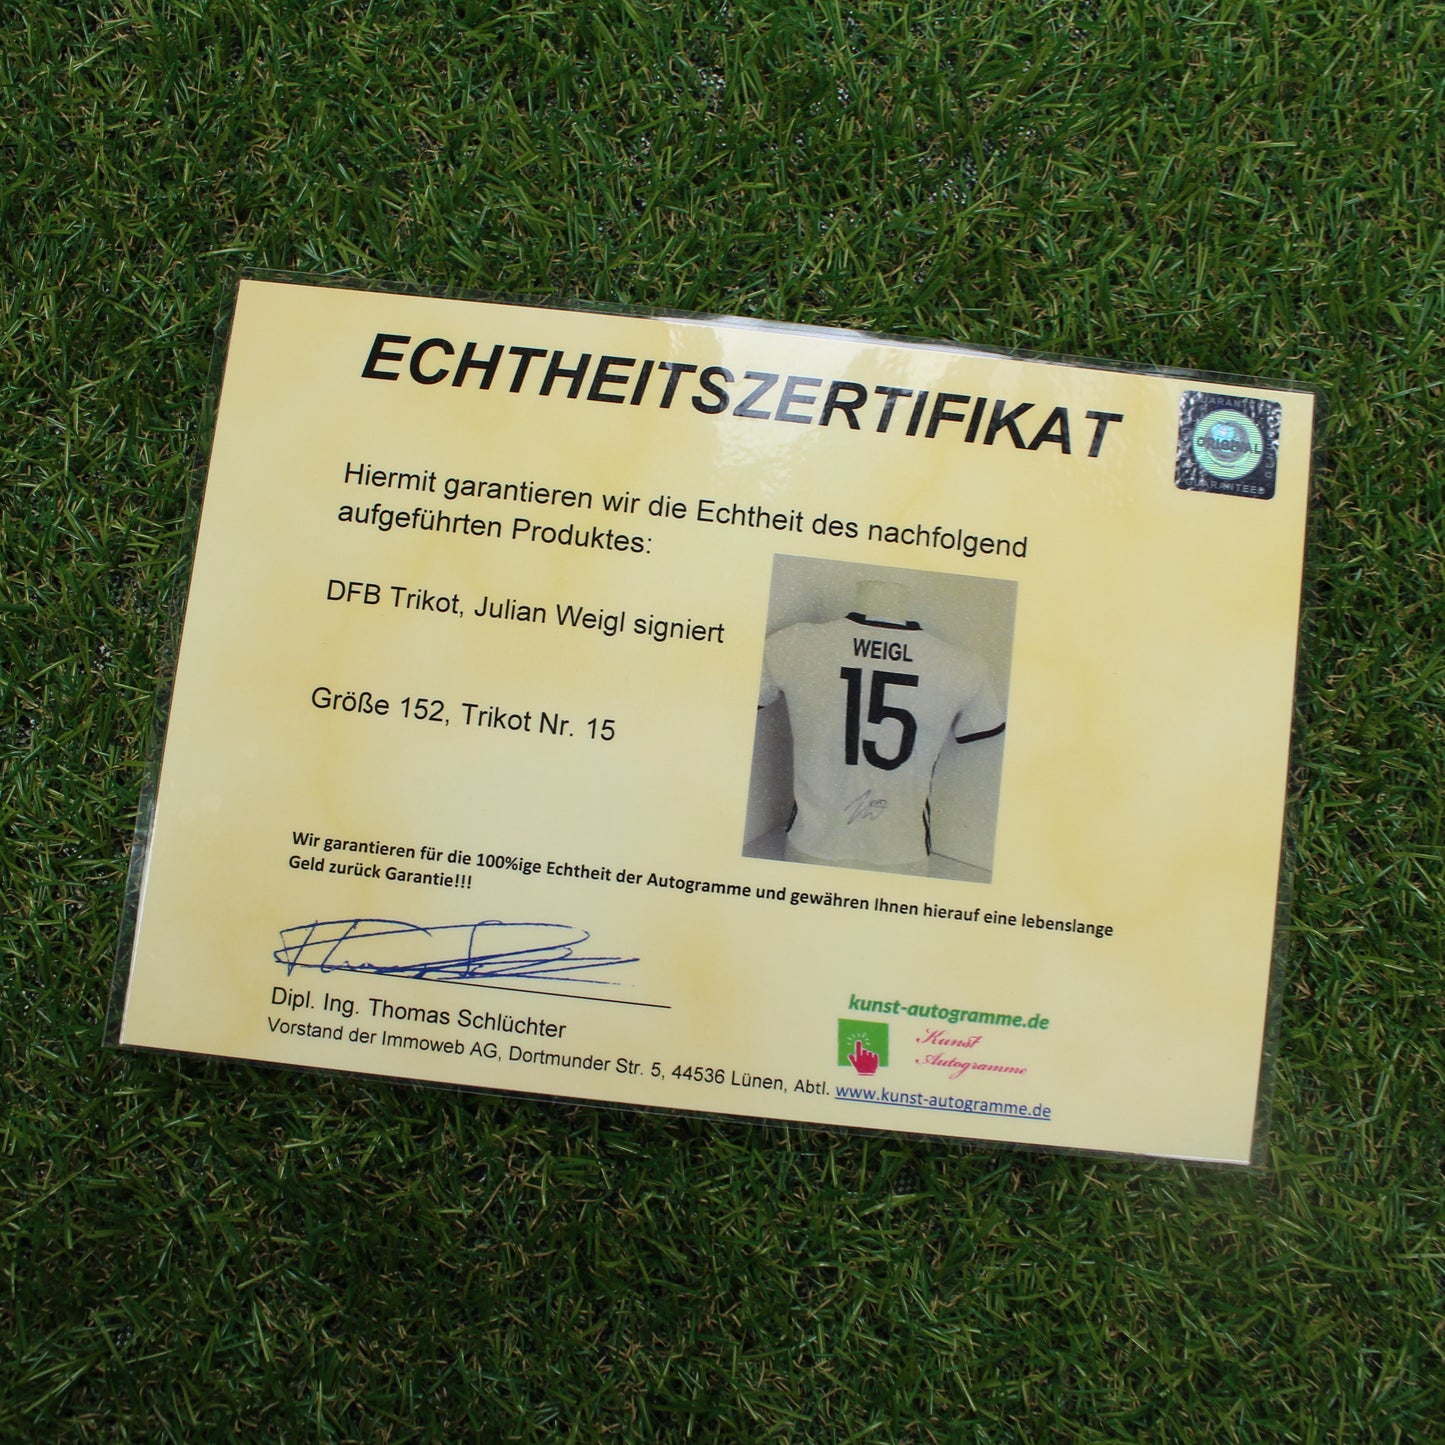 ECHTHEITSZERTIFIKAT
GUARANTEED
ORIGINAL
GUARANTEED
Hiermit garantieren wir die Echtheit des nachfolgend
aufgeführten Produktes:
DFB Trikot, Julian Weigl signiert
WEIGL
15
Größe 152, Trikot Nr. 15
Wir garantieren für die 100%ige Echtheit der Autogramme und gewähren Ihnen hierauf eine lebenslange
Geld zurück Garantie!!!
Dipl. Ing. Thomas Schlüchter
Vorstand der Immoweb AG, Dortmunder Str. 5, 44536 Lünen, Abtl. www.kunst-autogramme.de
kunst-autogramme.de
Kunst
Autogramme